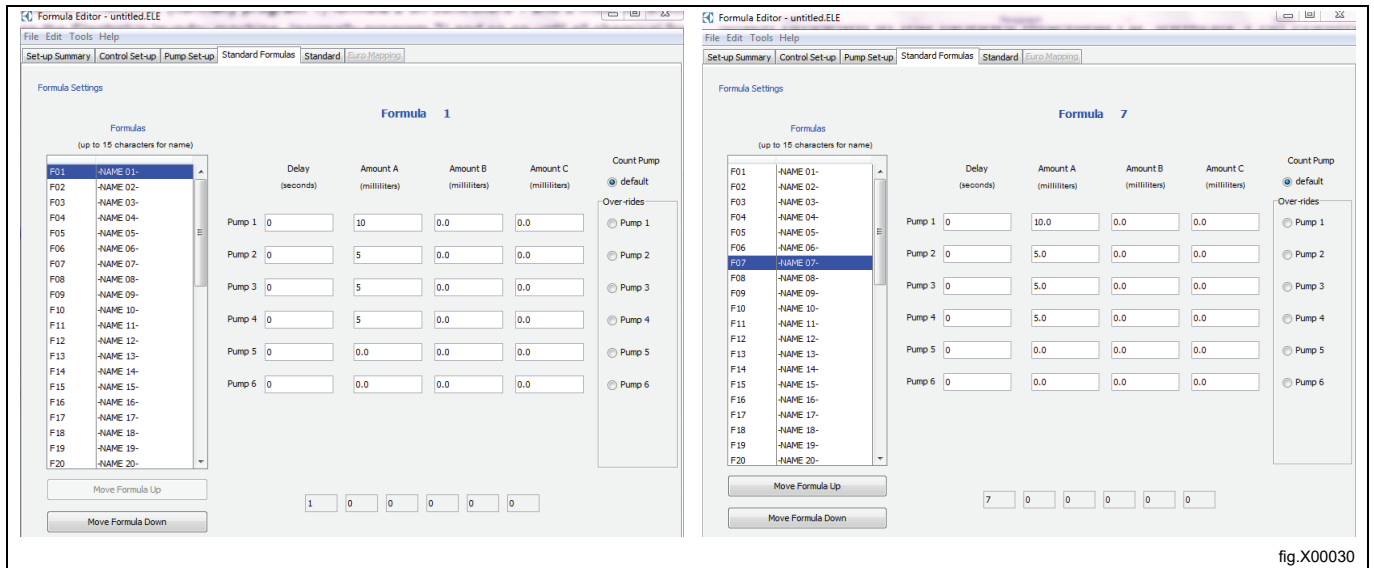 Formula Editor - untitled.ELE
File Edit Tools Help
Set-up Summary Control Set-up Pump Set-up Standard Formulas Standard Euro Mapping
Formula Settings
Formula 1
Formulas
(up to 15 characters for name)
Delay Amount A Amount B Amount C Count Pump
(seconds) (milliliters) (milliliters) (milliliters) default
Over-rides
F01 -NAME 01-
F02 -NAME 02-
F03 -NAME 03-
F04 -NAME 04-
F05 -NAME 05-
F06 -NAME 06-
F07 -NAME 07-
F08 -NAME 08-
F09 -NAME 09-
F10 -NAME 10-
F11 -NAME 11-
F12 -NAME 12-
F13 -NAME 13-
F14 -NAME 14-
F15 -NAME 15-
F16 -NAME 16-
F17 -NAME 17-
F18 -NAME 18-
F19 -NAME 19-
F20 -NAME 20-
Pump 1 0 10 0.0 0.0 Pump 1
Pump 2 0 5 0.0 0.0 Pump 2
Pump 3 0 5 0.0 0.0 Pump 3
Pump 4 0 5 0.0 0.0 Pump 4
Pump 5 0 0.0 0.0 0.0 Pump 5
Pump 6 0 0.0 0.0 0.0 Pump 6
Move Formula Up
1 0 0 0 0 0
Move Formula Down
Formula Editor - untitled.ELE
File Edit Tools Help
Set-up Summary Control Set-up Pump Set-up Standard Formulas Standard Euro Mapping
Formula Settings
Formula 7
Formulas
(up to 15 characters for name)
Delay Amount A Amount B Amount C Count Pump
(seconds) (milliliters) (milliliters) (milliliters) default
Over-rides
F01 -NAME 01-
F02 -NAME 02-
F03 -NAME 03-
F04 -NAME 04-
F05 -NAME 05-
F06 -NAME 06-
F07 -NAME 07-
F08 -NAME 08-
F09 -NAME 09-
F10 -NAME 10-
F11 -NAME 11-
F12 -NAME 12-
F13 -NAME 13-
F14 -NAME 14-
F15 -NAME 15-
F16 -NAME 16-
F17 -NAME 17-
F18 -NAME 18-
F19 -NAME 19-
F20 -NAME 20-
Pump 1 0 10.0 0.0 0.0 Pump 1
Pump 2 0 5.0 0.0 0.0 Pump 2
Pump 3 0 5.0 0.0 0.0 Pump 3
Pump 4 0 5.0 0.0 0.0 Pump 4
Pump 5 0 0.0 0.0 0.0 Pump 5
Pump 6 0 0.0 0.0 0.0 Pump 6
Move Formula Up
7 0 0 0 0 0
Move Formula Down
fig.X00030